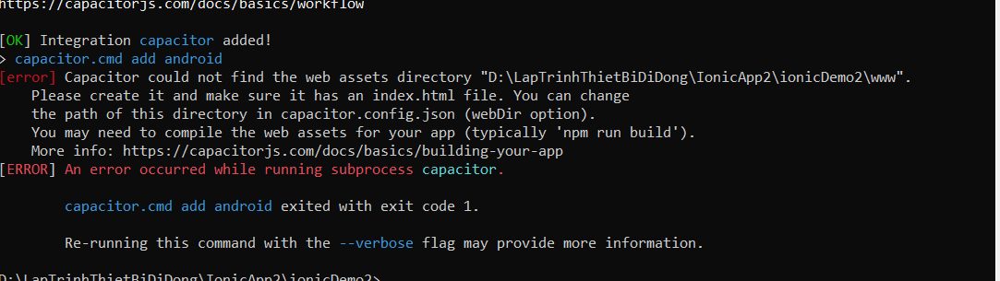 https://capacitorjs.com/docs/basics/workflow
[OK] Integration capacitor added!
> capacitor.cmd add android
[error] Capacitor could not find the web assets directory "D:\LapTrinhThietBiDiDong\IonicApp2\ionicDemo2\www".
Please create it and make sure it has an index.html file. You can change
the path of this directory in capacitor.config.json (webDir option).
You may need to compile the web assets for your app (typically 'npm run build').
More info: https://capacitorjs.com/docs/basics/building-your-app
[ERROR] An error occurred while running subprocess capacitor.
capacitor.cmd add android exited with exit code 1.
Re-running this command with the --verbose flag may provide more information.
D:\LapTrinhThietBiDiDong\IonicApp2\ionicDemo2>